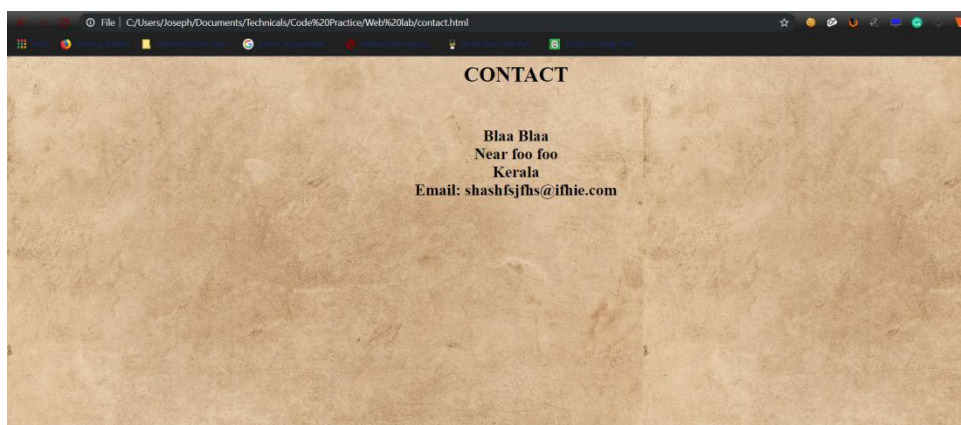 File | C:/Users/Joseph/Documents/Technicals/Code%20Practice/Web%20lab/contact.html
CONTACT
Blaa Blaa
Near foo foo
Kerala
Email: shashfsjfhs@ifhie.com